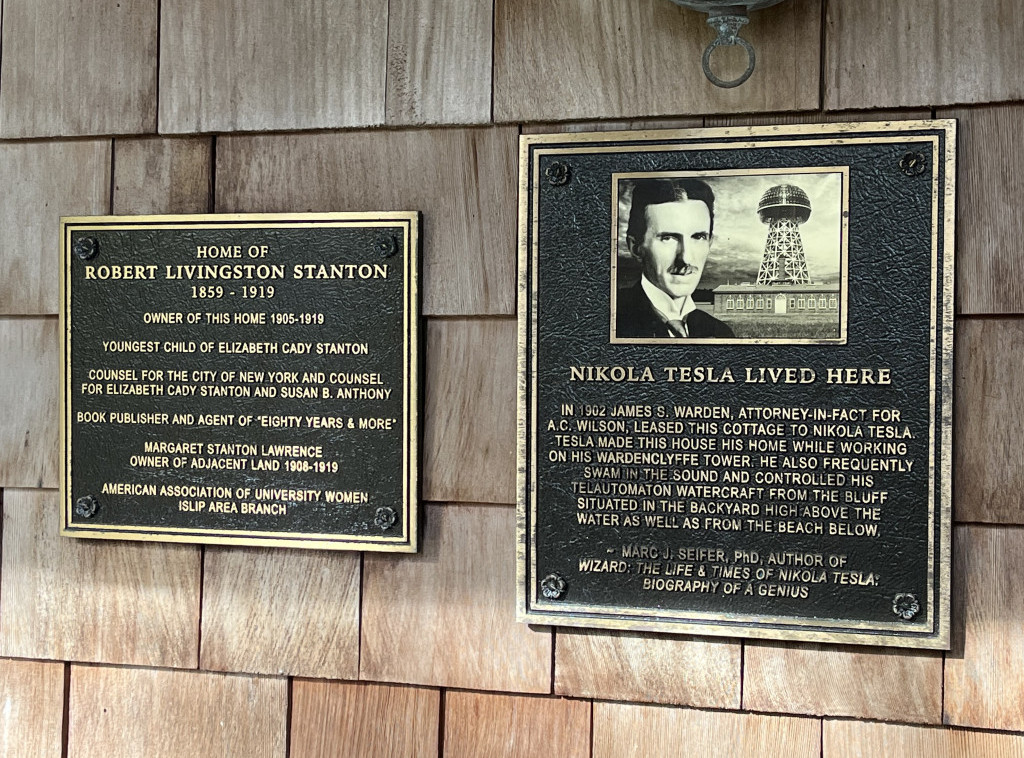 HOME OF
ROBERT LIVINGSTON STANTON
1859 - 1919
OWNER OF THIS HOME 1905-1919
YOUNGEST CHILD OF ELIZABETH CADY STANTON
COUNSEL FOR THE CITY OF NEW YORK AND COUNSEL
FOR ELIZABETH CADY STANTON AND SUSAN B. ANTHONY
BOOK PUBLISHER AND AGENT OF "EIGHTY YEARS & MORE"
MARGARET STANTON LAWRENCE
OWNER OF ADJACENT LAND 1908-1919
AMERICAN ASSOCIATION OF UNIVERSITY WOMEN
ISLIP AREA BRANCH
NIKOLA TESLA LIVED HERE
IN 1902 JAMES S. WARDEN, ATTORNEY-IN-FACT FOR
A.C. WILSON, LEASED THIS COTTAGE TO NIKOLA TESLA.
TESLA MADE THIS HOUSE HIS HOME WHILE WORKING
ON HIS WARDENCLYFFE TOWER. HE ALSO FREQUENTLY
SWAM IN THE SOUND AND CONTROLLED HIS
TELAUTOMATON WATERCRAFT FROM THE BLUFF
SITUATED IN THE BACKYARD HIGH ABOVE THE
WATER AS WELL AS FROM THE BEACH BELOW.
~ MARC J. SEIFER, PhD, AUTHOR OF
WIZARD: THE LIFE & TIMES OF NIKOLA TESLA:
BIOGRAPHY OF A GENIUS